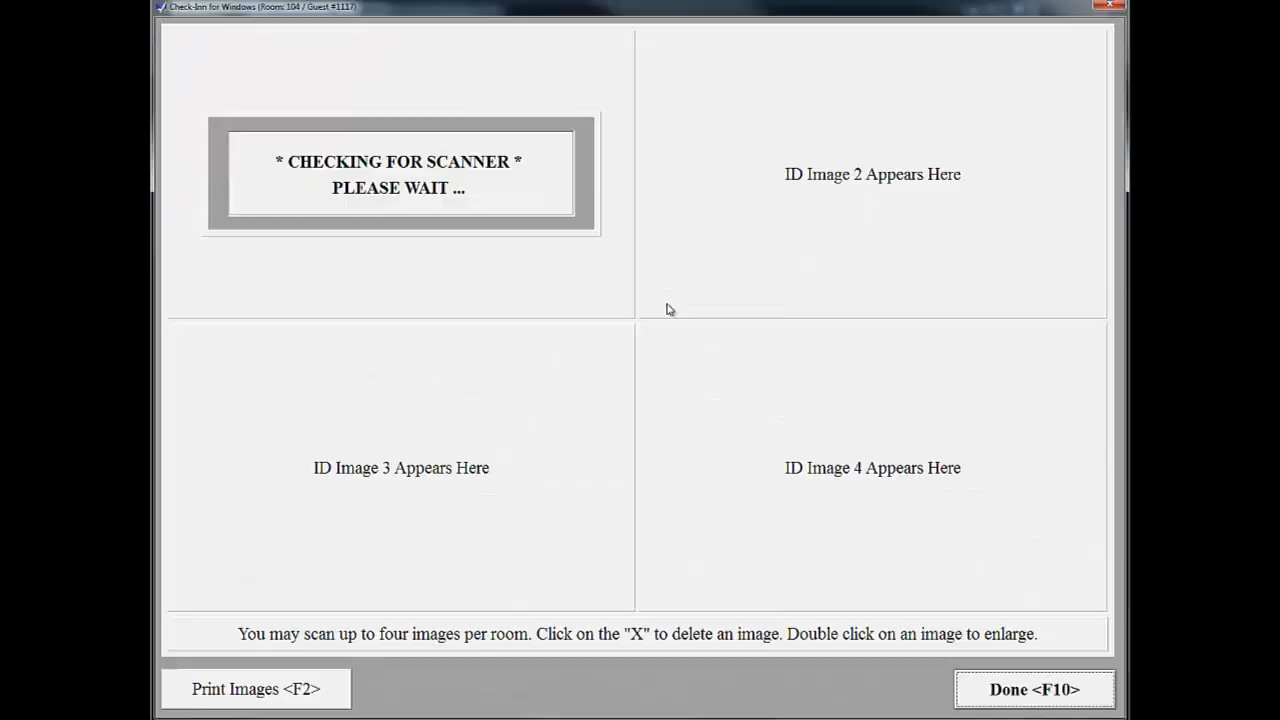 Check-Inn for Windows (Room: 104 / Guest #1117)
* CHECKING FOR SCANNER *
PLEASE WAIT ...
ID Image 2 Appears Here
ID Image 3 Appears Here
ID Image 4 Appears Here
You may scan up to four images per room. Click on the "X" to delete an image. Double click on an image to enlarge.
Print Images <F2>
Done <F10>